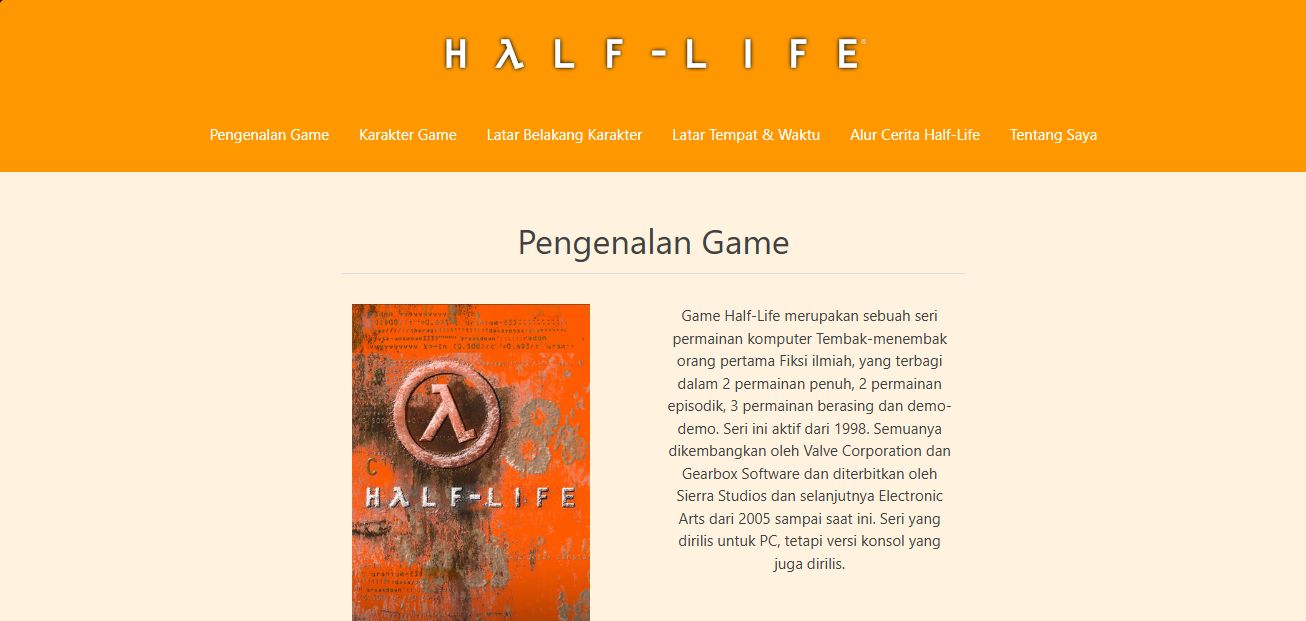 HλLF-LIFE
Pengenalan Game Karakter Game Latar Belakang Karakter Latar Tempat & Waktu Alur Cerita Half-Life Tentang Saya
Pengenalan Game
C
HλLF-LIFE
Game Half-Life merupakan sebuah seri
permainan komputer Tembak-menembak
orang pertama Fiksi ilmiah, yang terbagi
dalam 2 permainan penuh, 2 permainan
episodik, 3 permainan berasing dan demo-
demo. Seri ini aktif dari 1998. Semuanya
dikembangkan oleh Valve Corporation dan
Gearbox Software dan diterbitkan oleh
Sierra Studios dan selanjutnya Electronic
Arts dari 2005 sampai saat ini. Seri yang
dirilis untuk PC, tetapi versi konsol yang
juga dirilis.